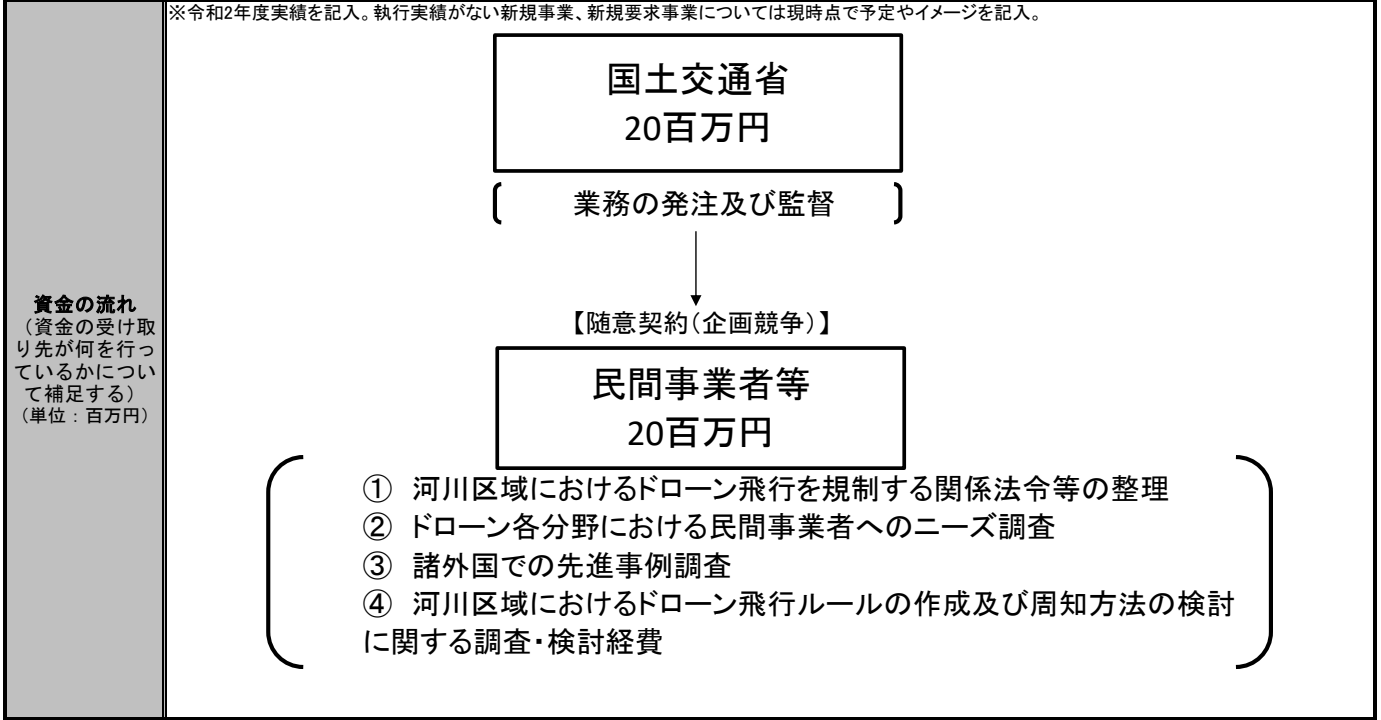 ※令和2年度実績を記入。執行実績がない新規事業、新規要求事業については現時点で予定やイメージを記入。
国土交通省
20百万円
業務の発注及び監督
【随意契約(企画競争)】
資金の流れ
(資金の受け取
り先が何を行っ
ているかについ
て補足する)
(単位:百万円)
民間事業者等
20百万円
① 河川区域におけるドローン飛行を規制する関係法令等の整理
② ドローン各分野における民間事業者へのニーズ調査
③ 諸外国での先進事例調査
④ 河川区域におけるドローン飛行ルールの作成及び周知方法の検討
に関する調査・検討経費